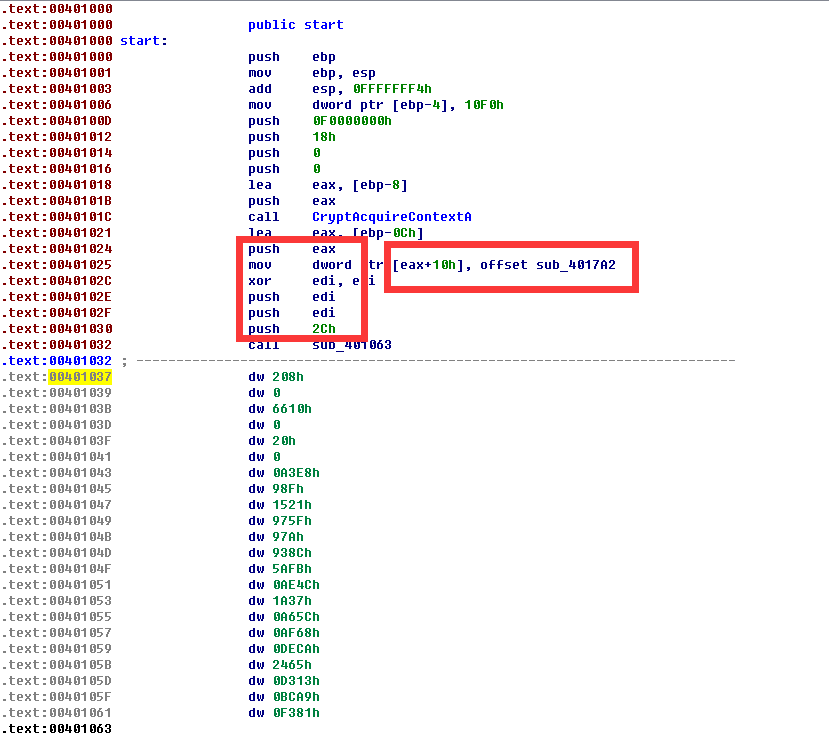 .text:00401000
.text:00401000 public start
.text:00401000 start:
.text:00401000 push ebp
.text:00401001 mov ebp, esp
.text:00401003 add esp, 0FFFFFFF4h
.text:00401006 mov dword ptr [ebp-4], 10F0h
.text:0040100D push 0F0000000h
.text:00401012 push 18h
.text:00401014 push 0
.text:00401016 push 0
.text:00401018 lea eax, [ebp-8]
.text:0040101B push eax
.text:0040101C call CryptAcquireContextA
.text:00401021 lea eax, [ebp-0Ch]
.text:00401024 push eax
.text:00401025 mov dword ptr [eax+10h], offset sub_4017A2
.text:0040102C xor edi, edi
.text:0040102E push edi
.text:0040102F push edi
.text:00401030 push 2Ch
.text:00401032 call sub_401063
.text:00401032 ; ---------------------------------------------------------------------------
.text:00401037 dw 208h
.text:00401039 dw 0
.text:0040103B dw 6610h
.text:0040103D dw 0
.text:0040103F dw 20h
.text:00401041 dw 0
.text:00401043 dw 0A3E8h
.text:00401045 dw 98Fh
.text:00401047 dw 1521h
.text:00401049 dw 975Fh
.text:0040104B dw 97Ah
.text:0040104D dw 938Ch
.text:0040104F dw 5AFBh
.text:00401051 dw 0AE4Ch
.text:00401053 dw 1A37h
.text:00401055 dw 0A65Ch
.text:00401057 dw 0AF68h
.text:00401059 dw 0DECAh
.text:0040105B dw 2465h
.text:0040105D dw 0D313h
.text:0040105F dw 0BCA9h
.text:00401061 dw 0F381h
.text:00401063